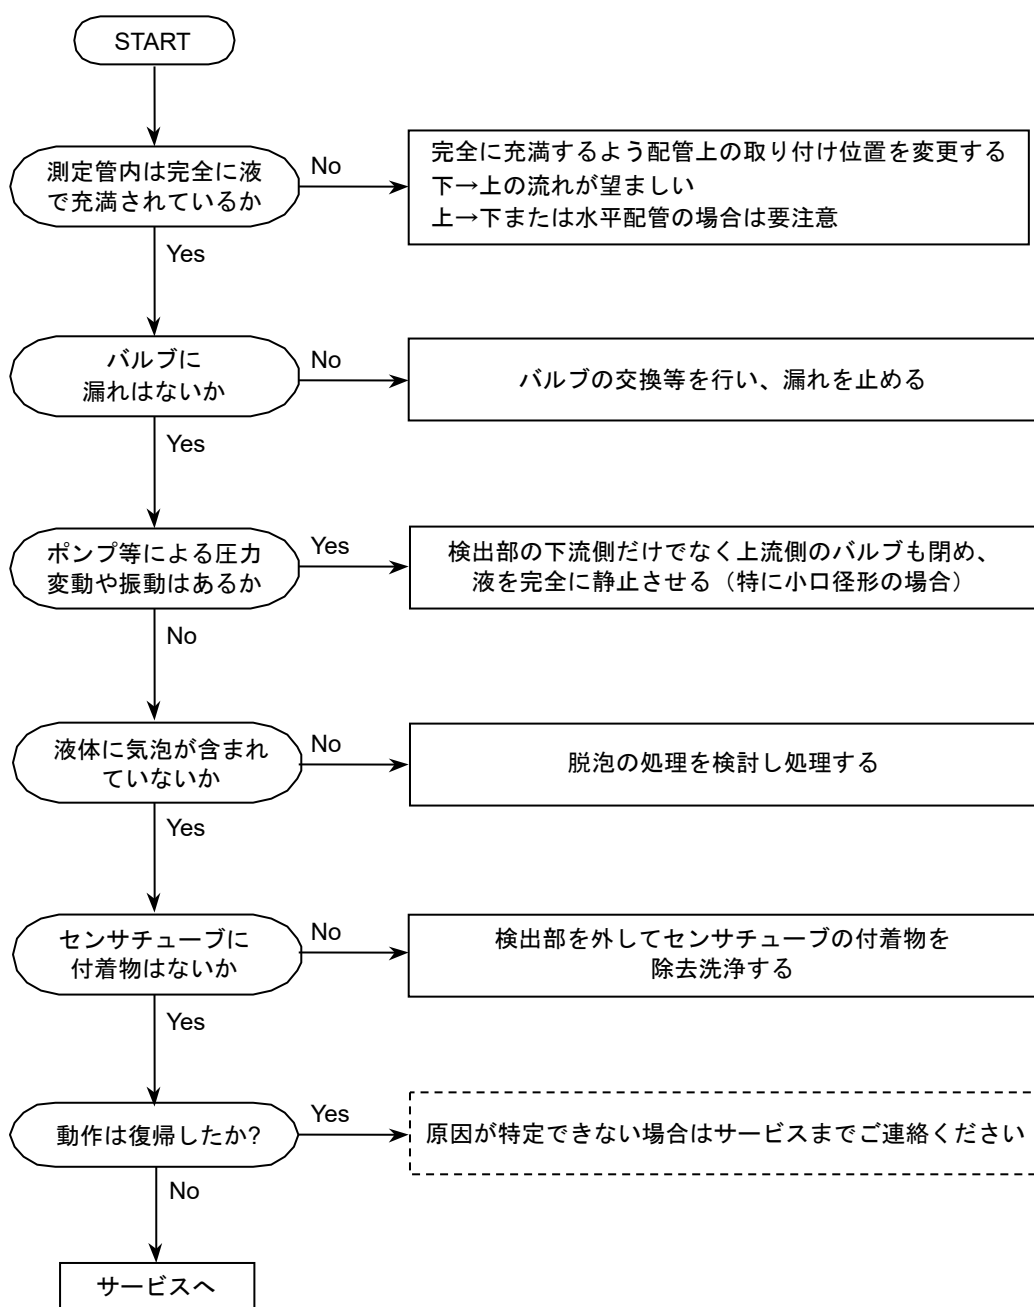 START
測定管内は完全に液
で充満されているか
No
完全に充満するよう配管上の取り付け位置を変更する
下→上の流れが望ましい
上→下または水平配管の場合は要注意
Yes
バルブに
漏れはないか
No
バルブの交換等を行い、漏れを止める
Yes
ポンプ等による圧力
変動や振動はあるか
Yes
検出部の下流側だけでなく上流側のバルブも閉め、
液を完全に静止させる（特に小口径形の場合）
No
液体に気泡が含まれ
ていないか
No
脱泡の処理を検討し処理する
Yes
センサチューブに
付着物はないか
No
検出部を外してセンサチューブの付着物を
除去洗浄する
Yes
動作は復帰したか?
Yes
原因が特定できない場合はサービスまでご連絡ください
No
サービスへ